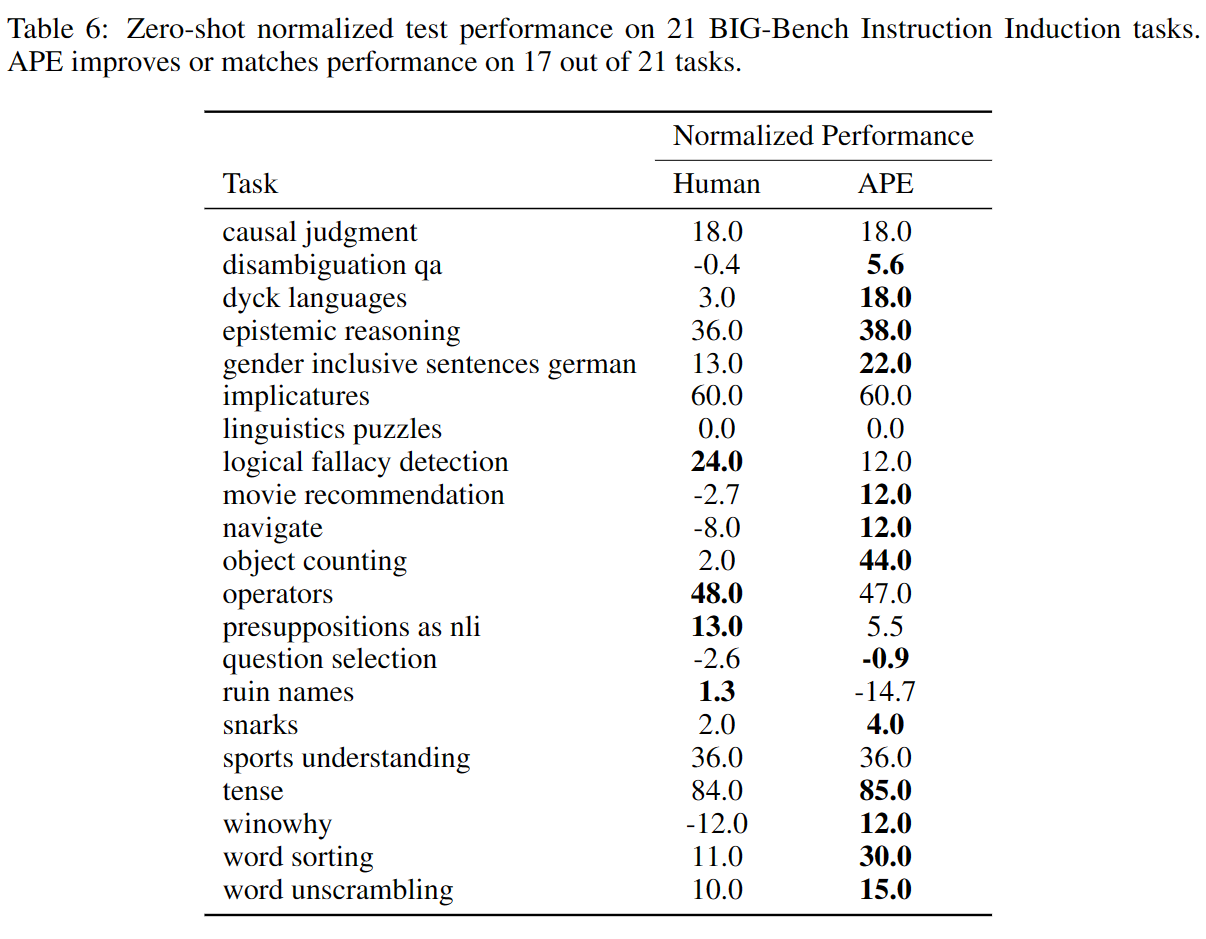 Table 6: Zero-shot normalized test performance on 21 BIG-Bench Instruction Induction tasks.
APE improves or matches performance on 17 out of 21 tasks.
Normalized Performance
Task Human APE
causal judgment 18.0 18.0
disambiguation qa -0.4 5.6
dyck languages 3.0 18.0
epistemic reasoning 36.0 38.0
gender inclusive sentences german 13.0 22.0
implicatures 60.0 60.0
linguistics puzzles 0.0 0.0
logical fallacy detection 24.0 12.0
movie recommendation -2.7 12.0
navigate -8.0 12.0
object counting 2.0 44.0
operators 48.0 47.0
presuppositions as nli 13.0 5.5
question selection -2.6 -0.9
ruin names 1.3 -14.7
snarks 2.0 4.0
sports understanding 36.0 36.0
tense 84.0 85.0
winowhy -12.0 12.0
word sorting 11.0 30.0
word unscrambling 10.0 15.0